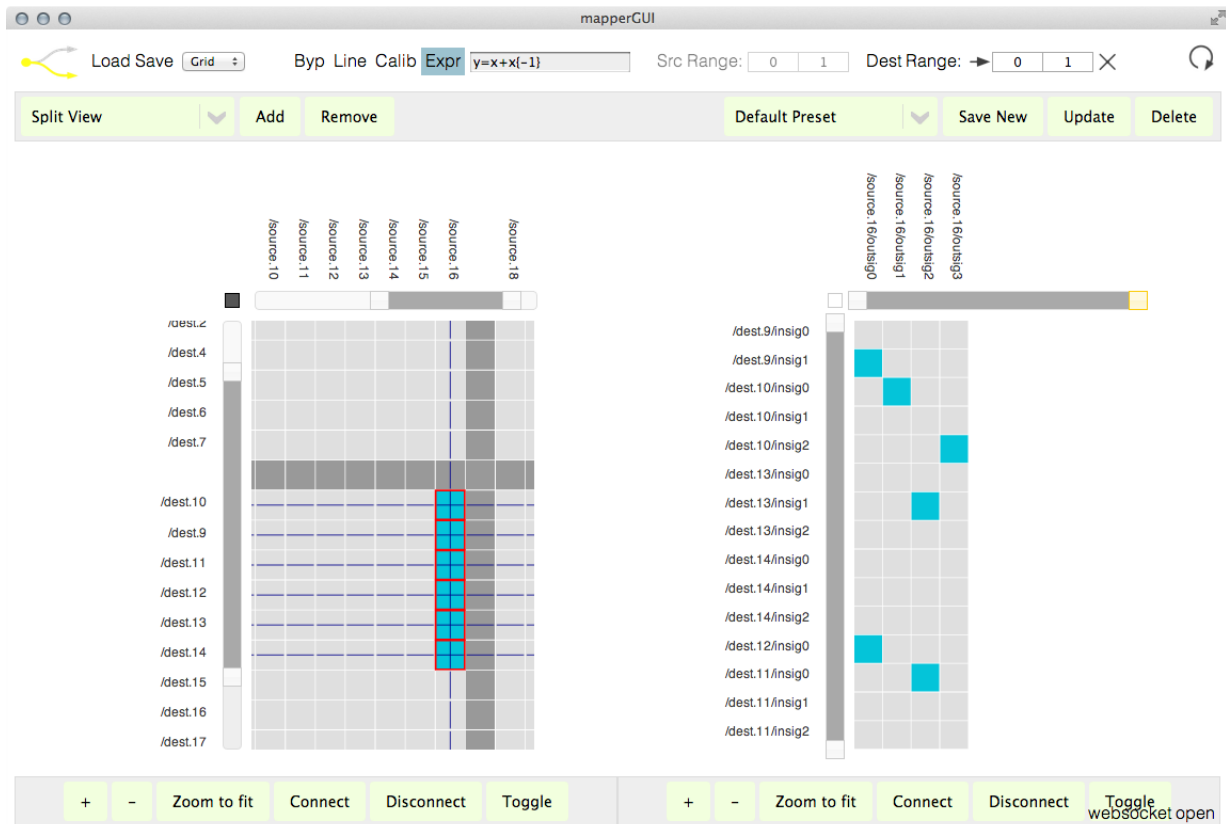 mapperGUI
Load Save Grid Byp Line Calib Expr y=x+x{-1} Src Range: 0 1 Dest Range: 0 1
Split View Add Remove Default Preset Save New Update Delete
/source.10
/source.11
/source.12
/source.13
/source.14
/source.15
/source.16
/source.18
/dest.2
/dest.4
/dest.5
/dest.6
/dest.7
/dest.10
/dest.9
/dest.11
/dest.12
/dest.13
/dest.14
/dest.15
/dest.16
/dest.17
/source.16/outsig0
/source.16/outsig1
/source.16/outsig2
/source.16/outsig3
/dest.9/insig0
/dest.9/insig1
/dest.10/insig0
/dest.10/insig1
/dest.10/insig2
/dest.13/insig0
/dest.13/insig1
/dest.13/insig2
/dest.14/insig0
/dest.14/insig1
/dest.14/insig2
/dest.12/insig0
/dest.11/insig0
/dest.11/insig1
/dest.11/insig2
+ - Zoom to fit Connect Disconnect Toggle
+ - Zoom to fit Connect Disconnect Toggle
websocket open